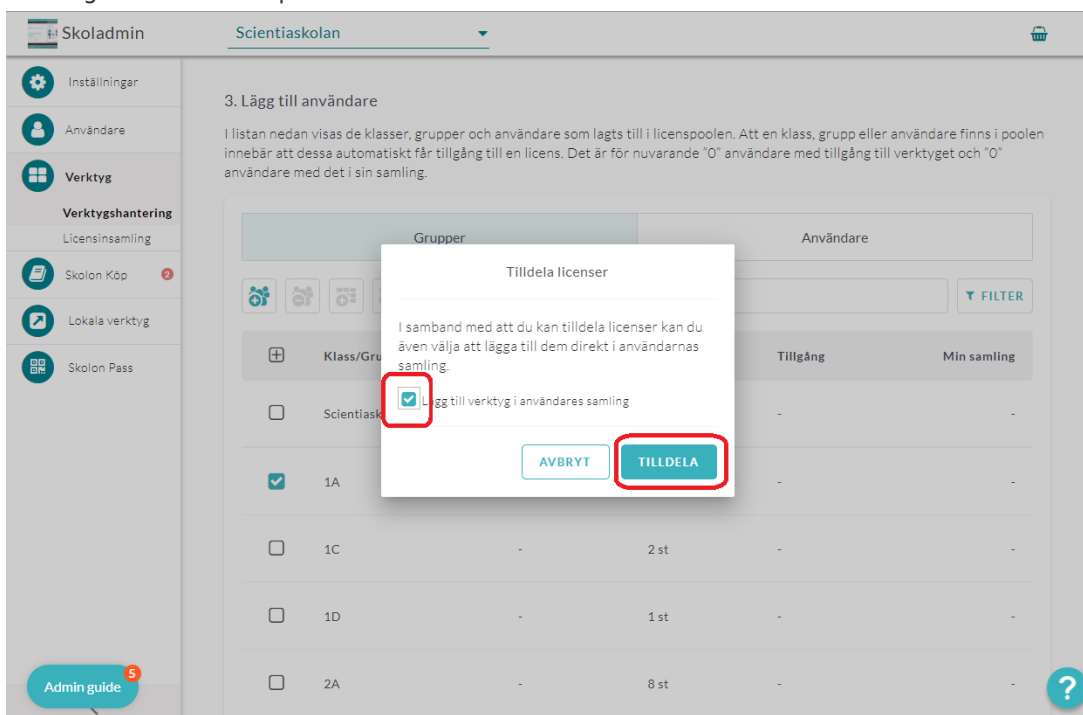 Skoladmin
Scientiaskolan
Inställningar
Användare
Verktyg
Verktygshantering
Licensinsamling
Skolon Köp 2
Lokala verktyg
Skolon Pass
Admin guide
5
3. Lägg till användare
I listan nedan visas de klasser, grupper och användare som lagts till i licenspoolen. Att en klass, grupp eller användare finns i poolen
innebär att dessa automatiskt får tillgång till en licens. Det är för nuvarande "0" användare med tillgång till verktyget och "0"
användare med det i sin samling.
Grupper Användare
FILTER
Klass/Gru Tillgång Min samling
Scientiask - -
1A - -
1C - 2 st - -
1D - 1 st - -
2A - 8 st - -
Tilldela licenser
I samband med att du kan tilldela licenser kan du
även välja att lägga till dem direkt i användarnas
samling.
Lägg till verktyg i användares samling
AVBRYT TILLDELA
?